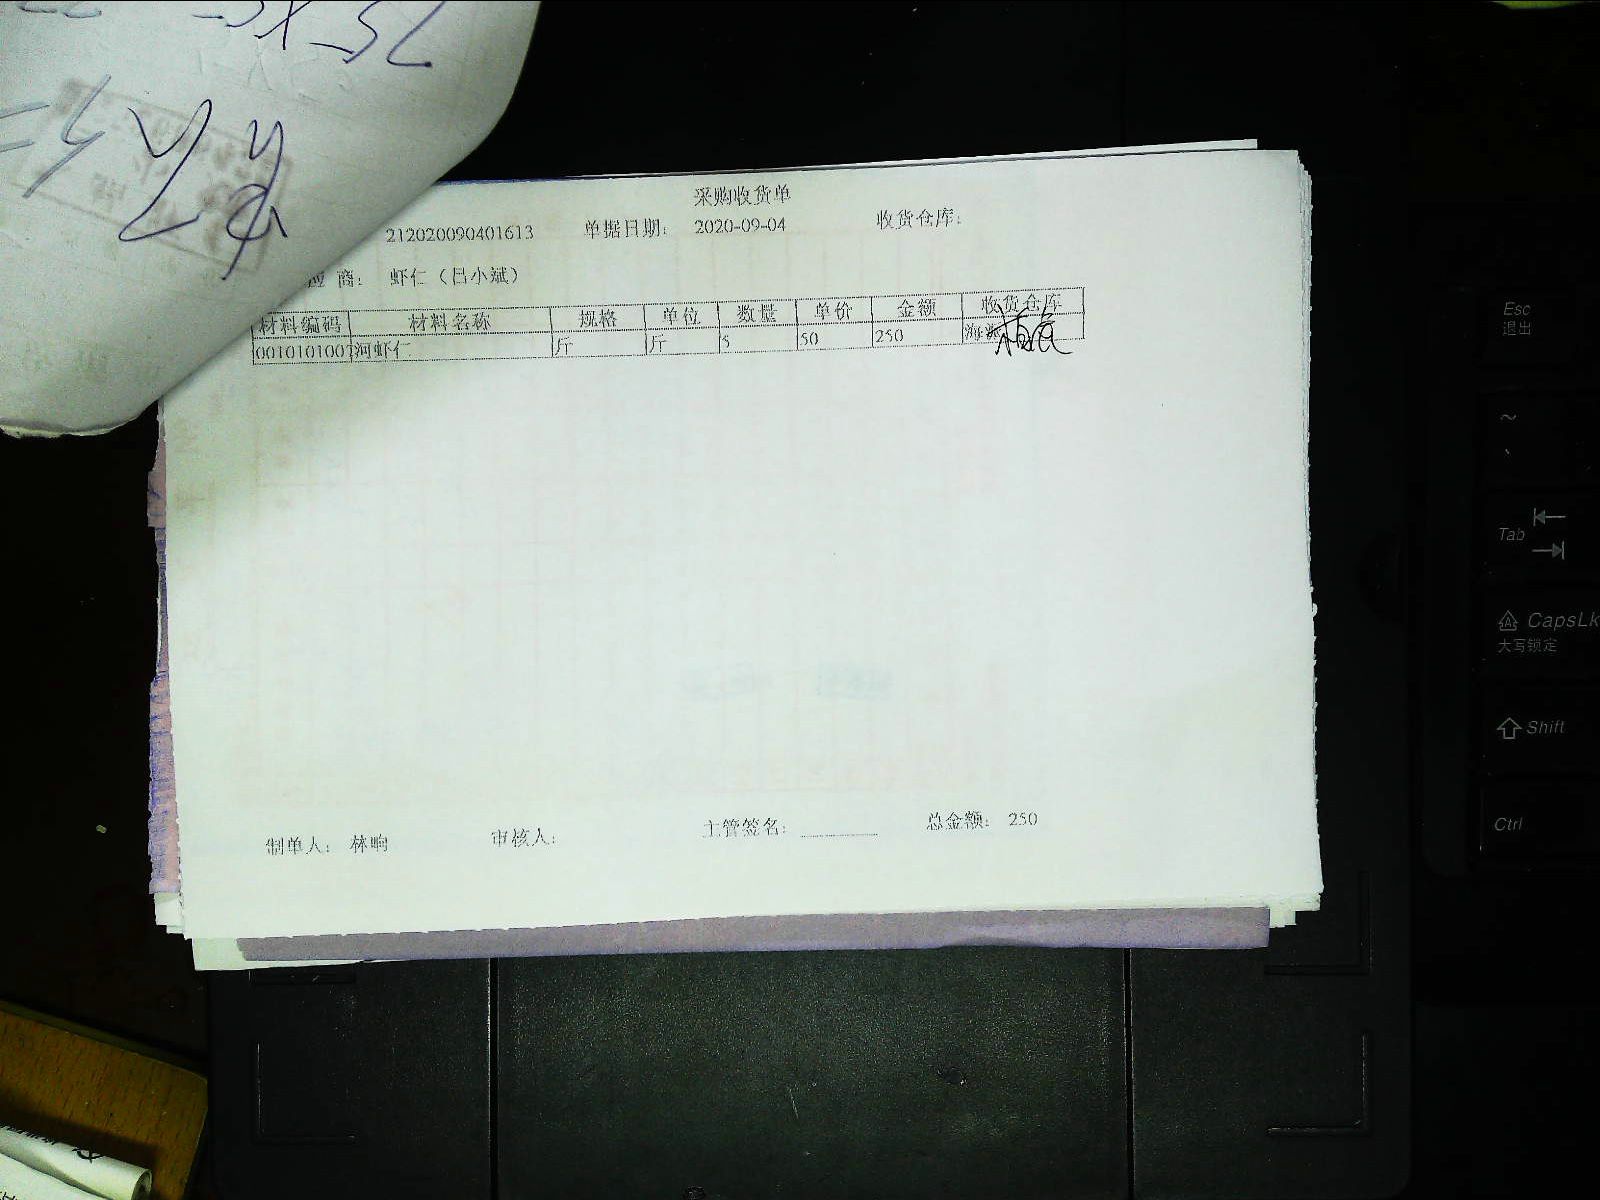 采购收货单
212020090401613 单据日期: 2020-09-04 收货仓库:
应 商: 虾仁（吕小斌）
材料编码 材料名称 规格 单位 数量 单价 金额 收货仓库
河虾仁 斤 斤 5 50 250
制单人: 林响 审核人: 主管签名: 总金额: 250
Esc
退出
~
Tab
CapsLk
大写锁定
Shift
Ctrl